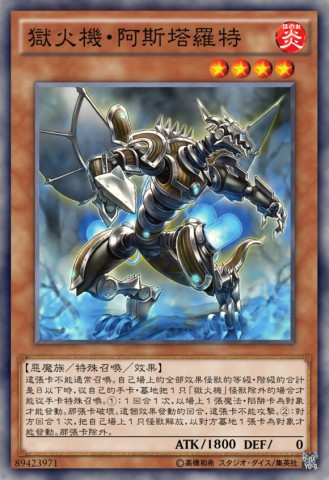 獄火機・阿斯塔羅特
ほのお
炎
【惡魔族／特殊召喚／效果】
這張卡不能通常召喚。自己場上的全部效果怪獸的等級・階級的合計
是8以下時，從自己的手卡・墓地把1只「獄火機」怪獸除外的場合才
能從手卡特殊召喚。①：1回合1次，以場上1張魔法・陷阱卡為對象
才能發動。那張卡破壞。這個效果發動的回合，這張卡不能攻擊。②：對
方回合1次，把自己場上1只怪獸解放，以對方墓地1張卡為對象才能發
動。那張卡除外。
ATK/1800 DEF/ 0
89423971
©高橋和希 スタジオ・ダイス/集英社